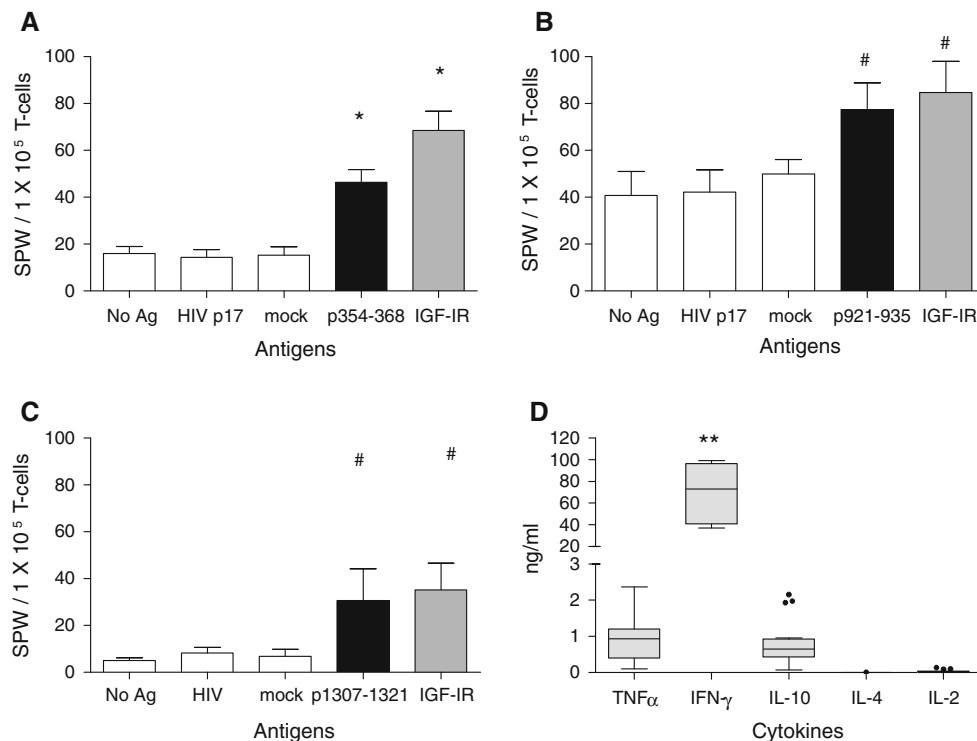 A
100
80
60
40
20
0
SPW / 1 X 10⁵ T-cells
*
*
No Ag HIV p17 mock p354-368 IGF-IR
Antigens
B
100
80
60
40
20
0
SPW / 1 X 10⁵ T-cells
#
#
No Ag HIV p17 mock p921-935 IGF-IR
Antigens
C
100
80
60
40
20
0
SPW / 1 X 10⁵ T-cells
#
#
No Ag HIV mock p1307-1321 IGF-IR
Antigens
D
120
100
80
60
40
20
3
2
1
0
ng/ml
**
TNFα IFN-γ IL-10 IL-4 IL-2
Cytokines